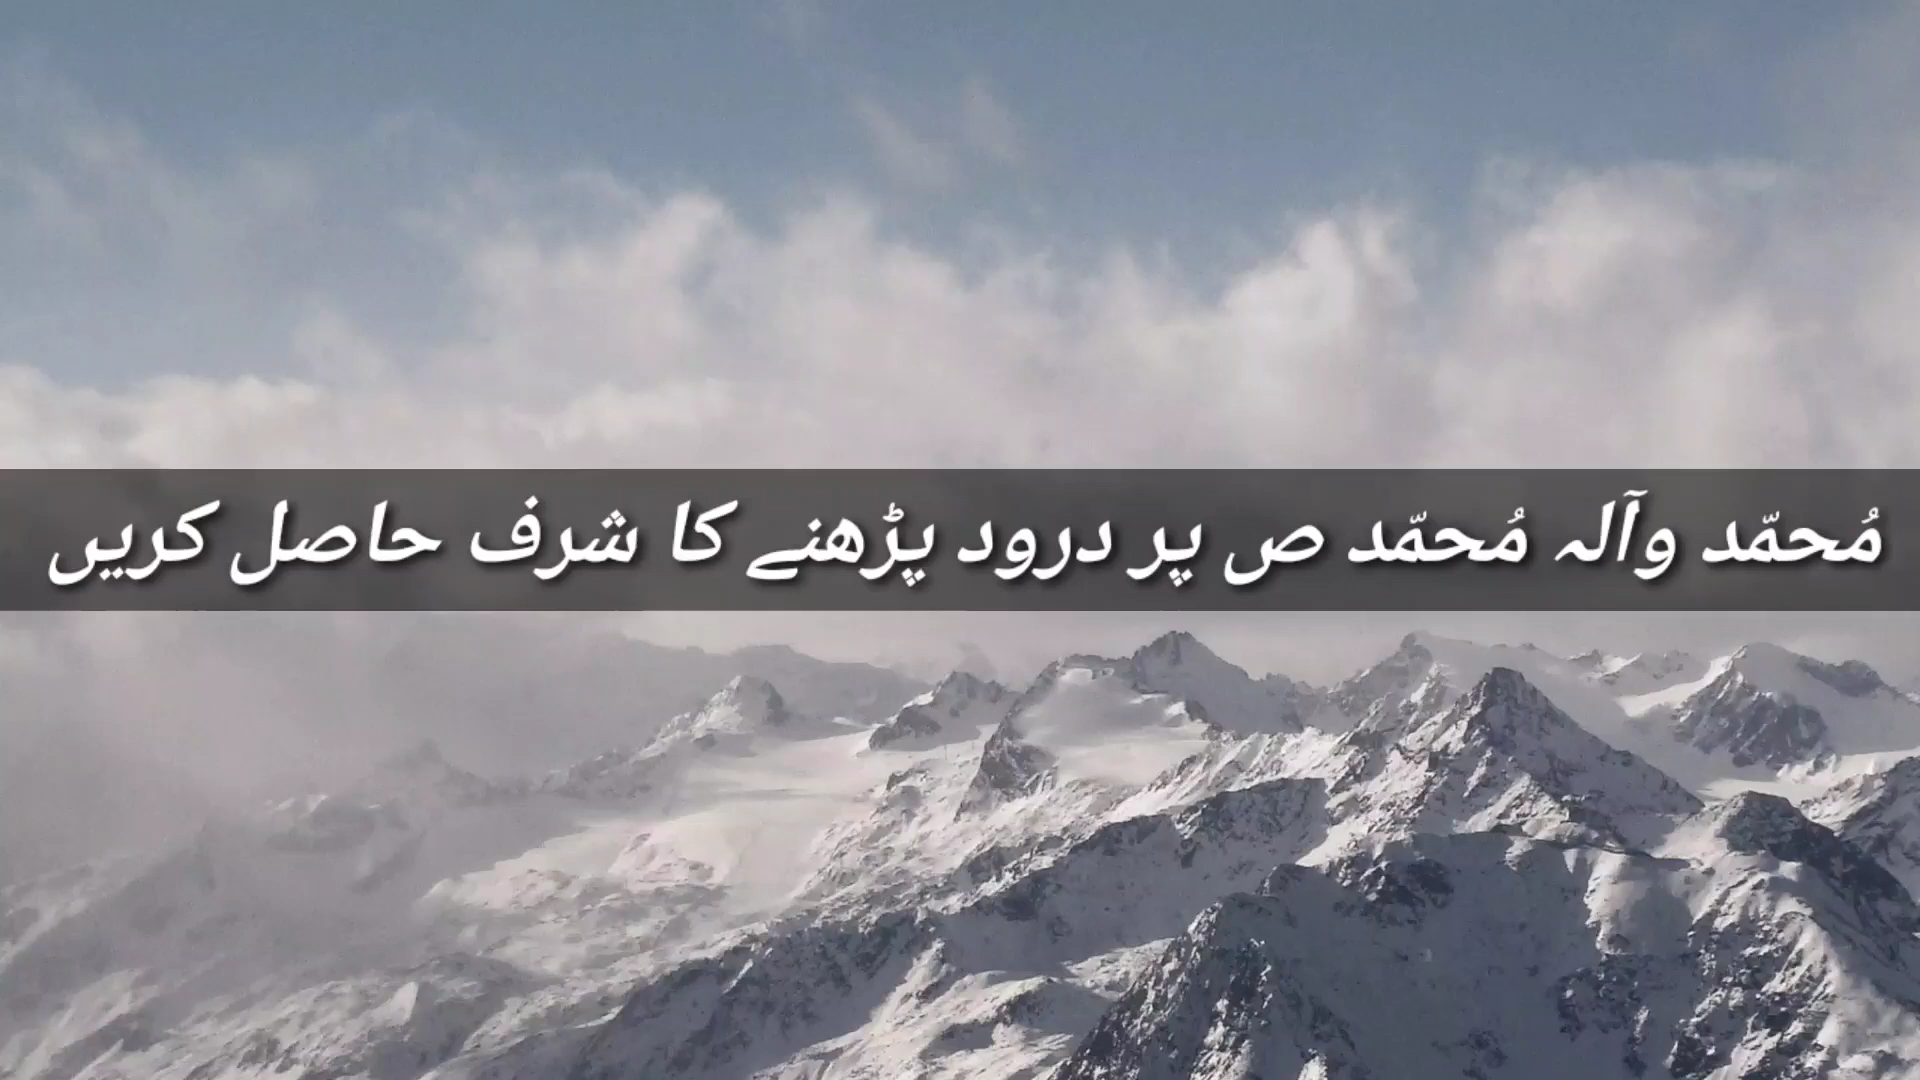 مُحمّد وآلہ مُحمّد ص پر درود پڑھنے کا شرف حاصل کریں